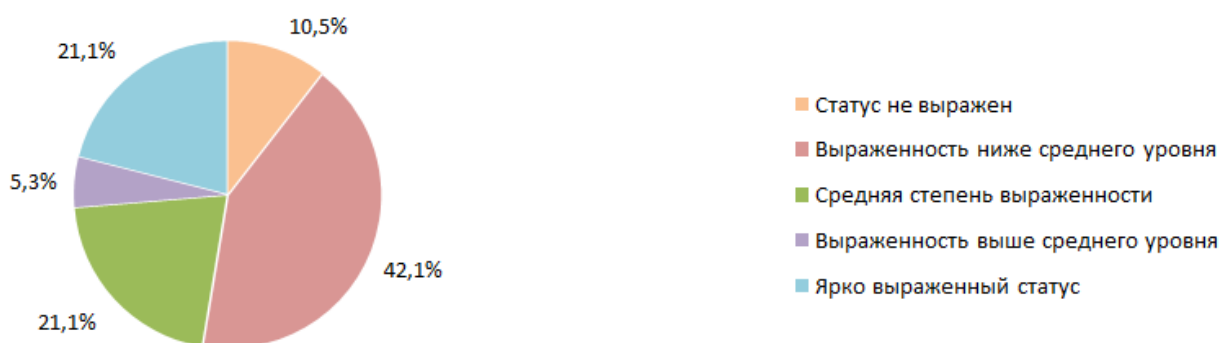 10,5%
21,1%
5,3%
42,1%
21,1%
Статус не выражен
Выраженность ниже среднего уровня
Средняя степень выраженности
Выраженность выше среднего уровня
Ярко выраженный статус